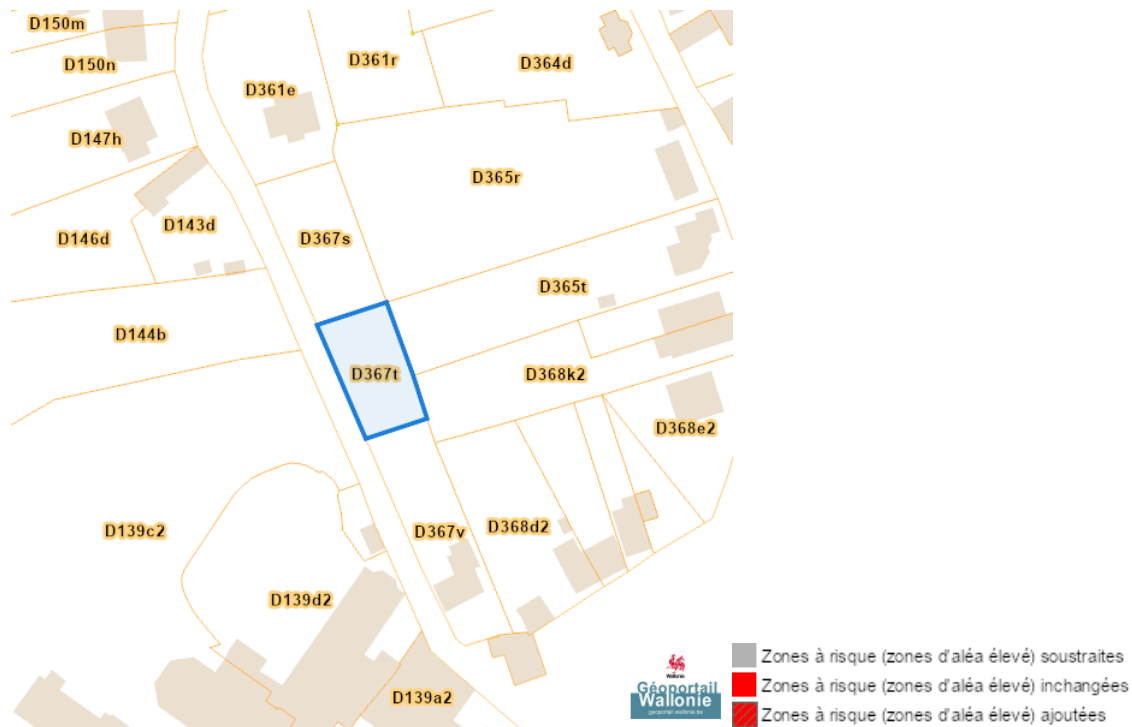 D150m
D150n
D361r
D364d
D361e
D147h
D365r
D143d
D146d
D367s
D365t
D144b
D367t
D368k2
D368e2
D139c2
D367v
D368d2
D139d2
D139a2
Wallonie
Géoportail
Wallonie
geoportail.wallonie.be
Zones à risque (zones d'aléa élevé) soustraites
Zones à risque (zones d'aléa élevé) inchangées
Zones à risque (zones d'aléa élevé) ajoutées